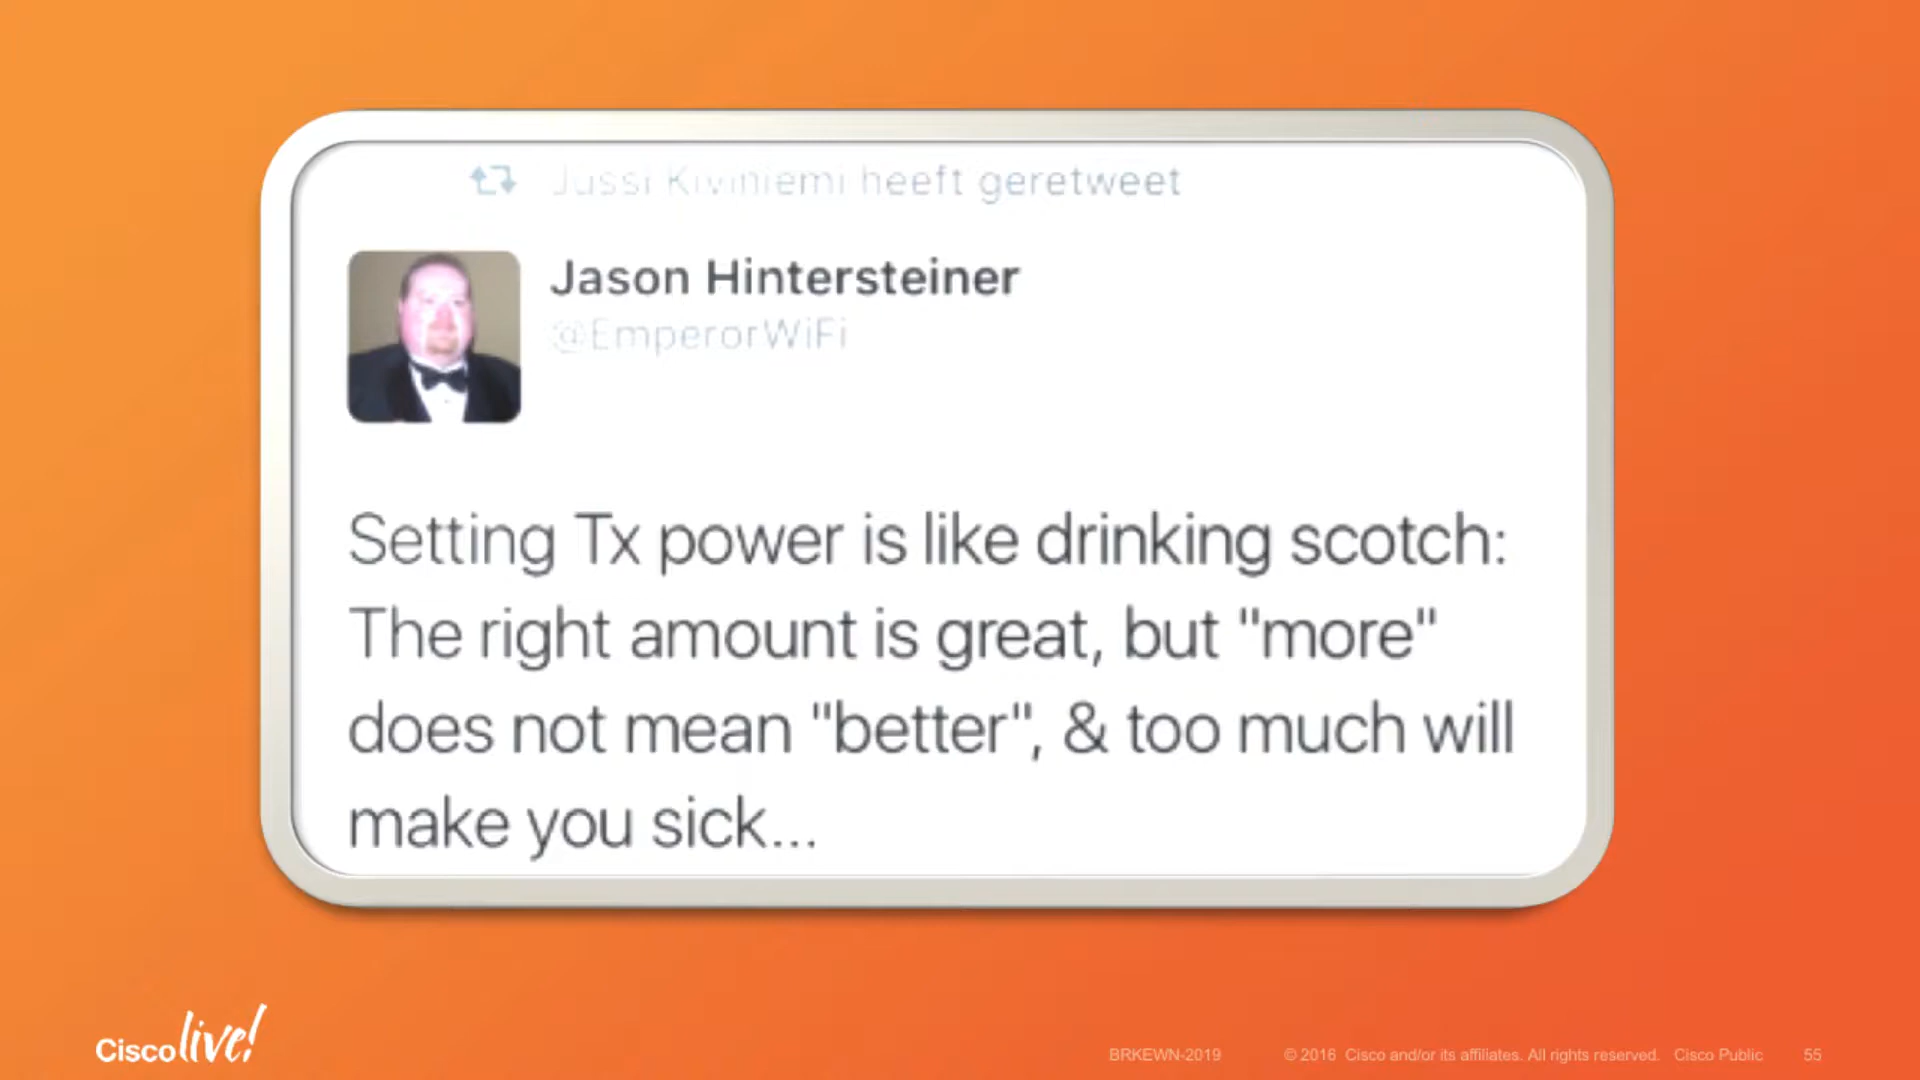 Jussi Kiviniemi heeft geretweet
Jason Hintersteiner
@EmperorWiFi
Setting Tx power is like drinking scotch:
The right amount is great, but "more"
does not mean "better", & too much will
make you sick...
Cisco live!
BRKEWN-2019 © 2016 Cisco and/or its affiliates. All rights reserved. Cisco Public 55